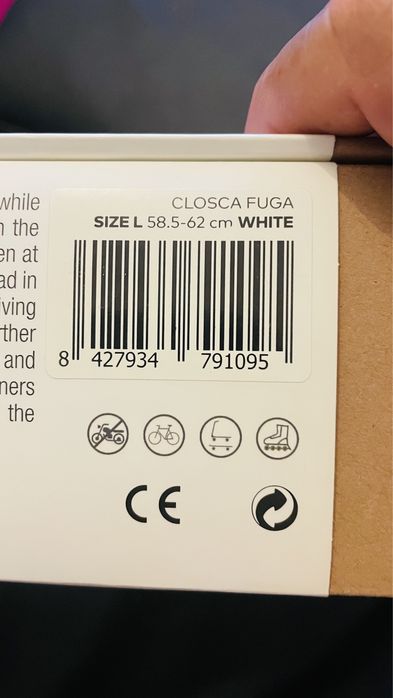 while
the
en at
ad in
ving
ther
and
ners
the
CLOSCA FUGA
SIZE L 58.5-62 cm WHITE
8 427934 791095
CE